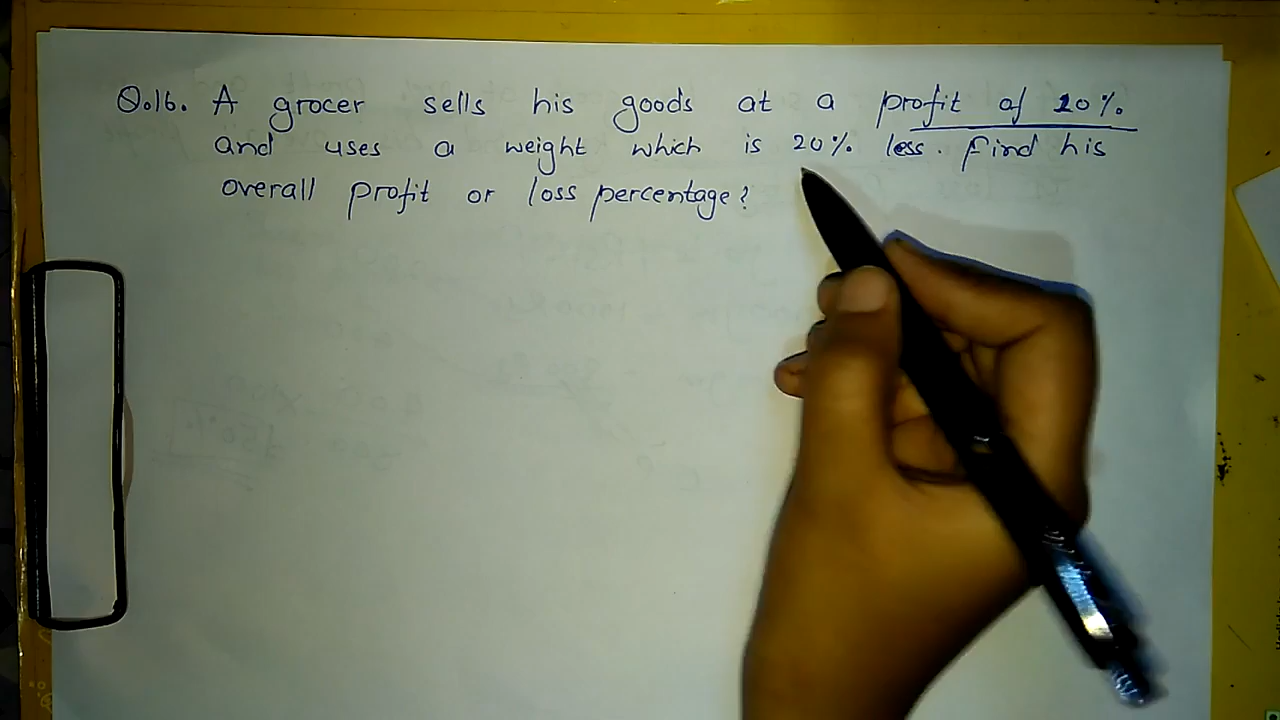 Q.16. A grocer sells his goods at a profit of 20%
and uses a weight which is 20% less. Find his
overall profit or loss percentage?